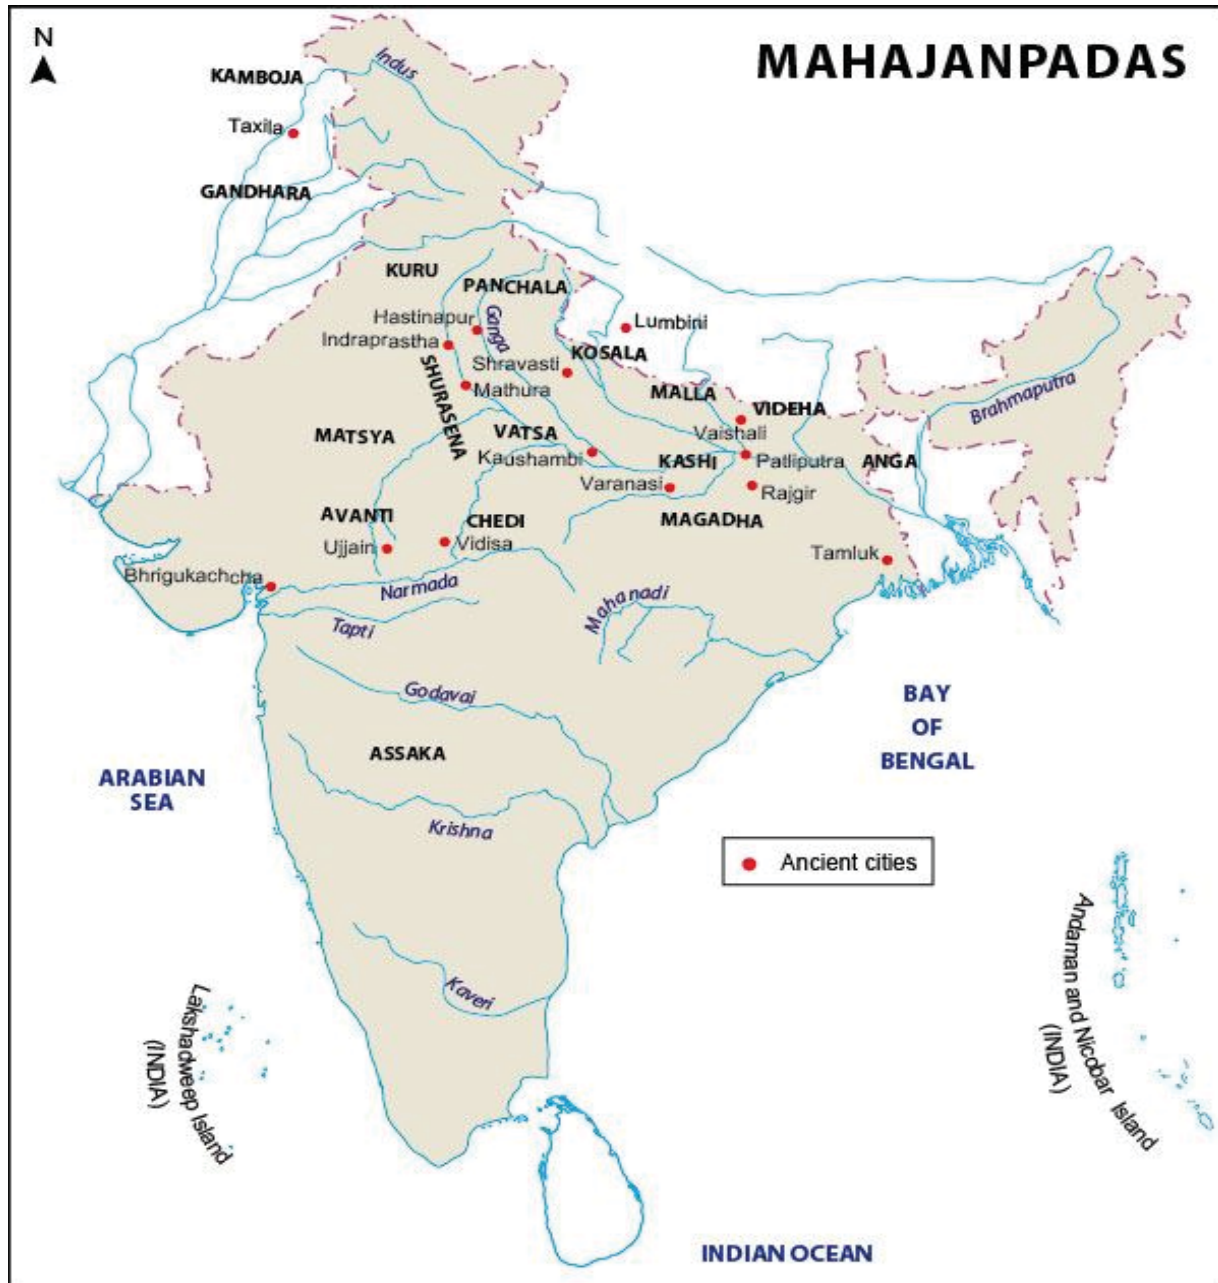 N
MAHAJANPADAS
Indus
KAMBOJA
Taxila
GANDHARA
KURU
PANCHALA
Hastinapur
Ganga
Lumbini
Indraprastha
KOSALA
Shravasti
SHURASENA
Mathura
MALLA
VIDEHA
Brahmaputra
MATSYA
VATSA
Vaishali
Kaushambi
KASHI
Patliputra
ANGA
Varanasi
Rajgir
AVANTI
CHEDI
MAGADHA
Ujjain
Vidisa
Tamluk
Bhrigukachcha
Narmada
Mahanadi
Tapti
Godavai
BAY
OF
BENGAL
ASSAKA
ARABIAN
SEA
Krishna
Ancient cities
Andaman and Nicobar Island
(INDIA)
Kaveri
Lakshadweep Island
(INDIA)
INDIAN OCEAN